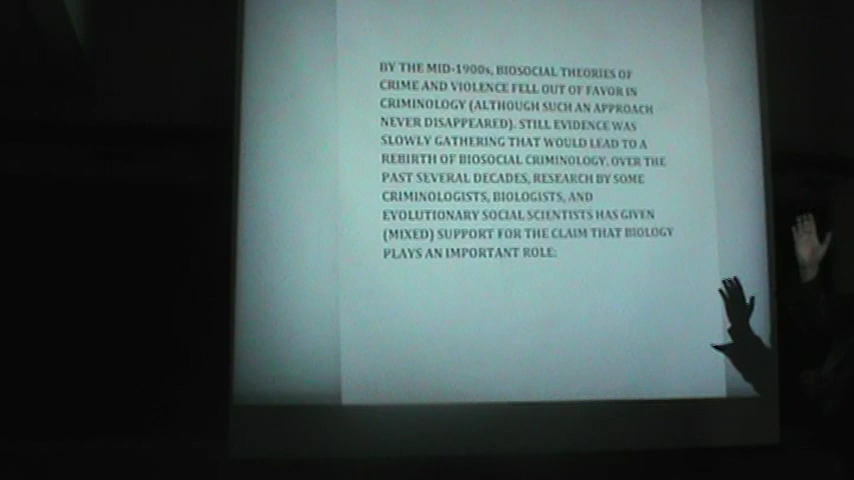 BY THE MID-1900s, BIOSOCIAL THEORIES OF
CRIME AND VIOLENCE FELL OUT OF FAVOR IN
CRIMINOLOGY (ALTHOUGH SUCH AN APPROACH
NEVER DISAPPEARED). STILL EVIDENCE WAS
SLOWLY GATHERING THAT WOULD LEAD TO A
REBIRTH OF BIOSOCIAL CRIMINOLOGY. OVER THE
PAST SEVERAL DECADES, RESEARCH BY SOME
CRIMINOLOGISTS, BIOLOGISTS, AND
EVOLUTIONARY SOCIAL SCIENTISTS HAS GIVEN
(MIXED) SUPPORT FOR THE CLAIM THAT BIOLOGY
PLAYS AN IMPORTANT ROLE: